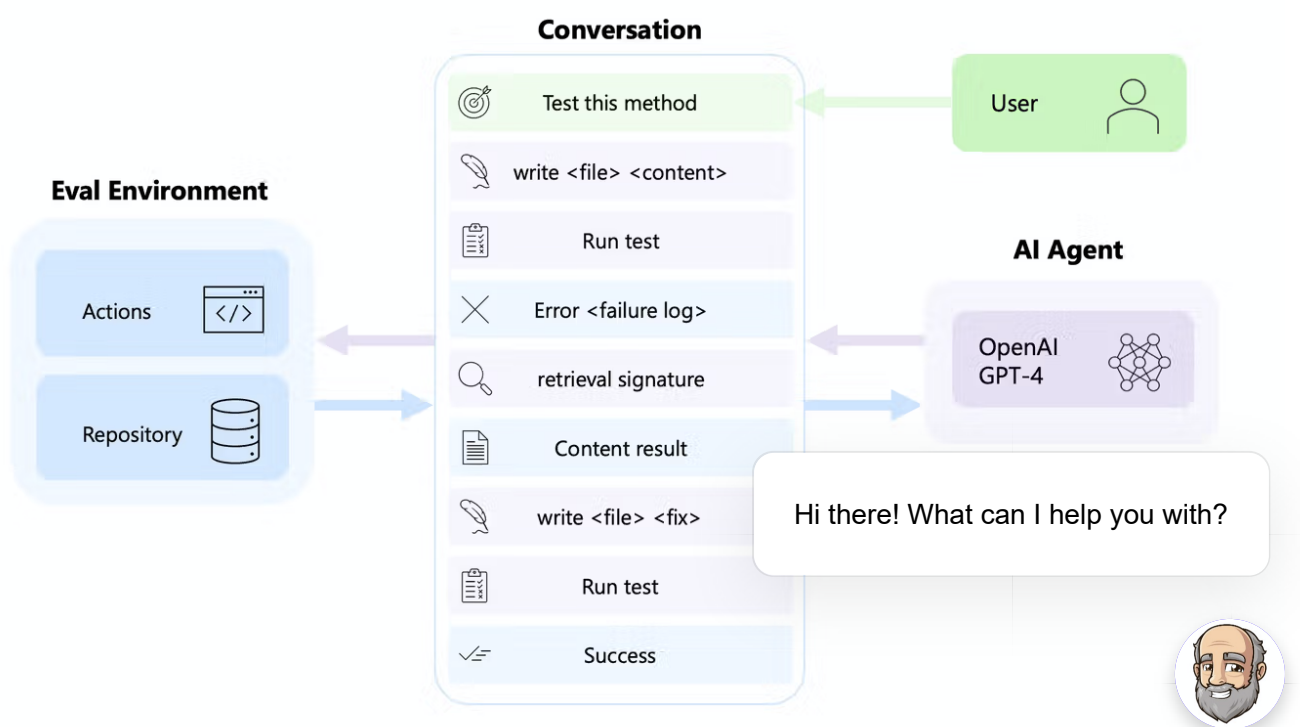 Conversation
Test this method
User
write <file> <content>
Eval Environment
Run test
AI Agent
Actions
</>
Error <failure log>
OpenAI
GPT-4
retrieval signature
Repository
Content result
write <file> <fix>
Hi there! What can I help you with?
Run test
Success